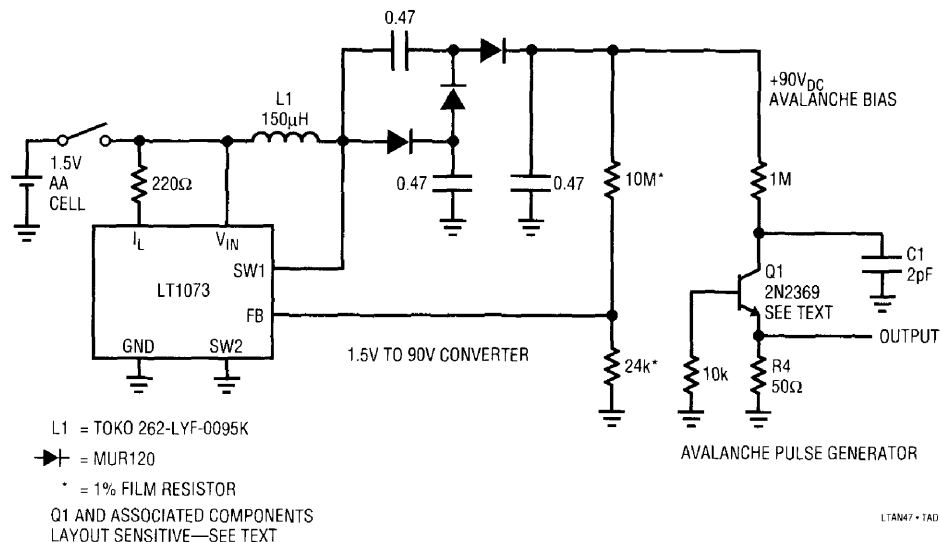 0.47
L1
150µH
+90VDC
AVALANCHE BIAS
1.5V
AA
CELL
220Ω
0.47
0.47
10M*
1M
IL
VIN
SW1
LT1073
FB
GND
SW2
C1
2pF
Q1
2N2369
SEE TEXT
OUTPUT
1.5V TO 90V CONVERTER
24k*
10k
R4
50Ω
L1 = TOKO 262-LYF-0095K
= MUR120
* = 1% FILM RESISTOR
Q1 AND ASSOCIATED COMPONENTS
LAYOUT SENSITIVE—SEE TEXT
AVALANCHE PULSE GENERATOR
LTAN47 • TAD